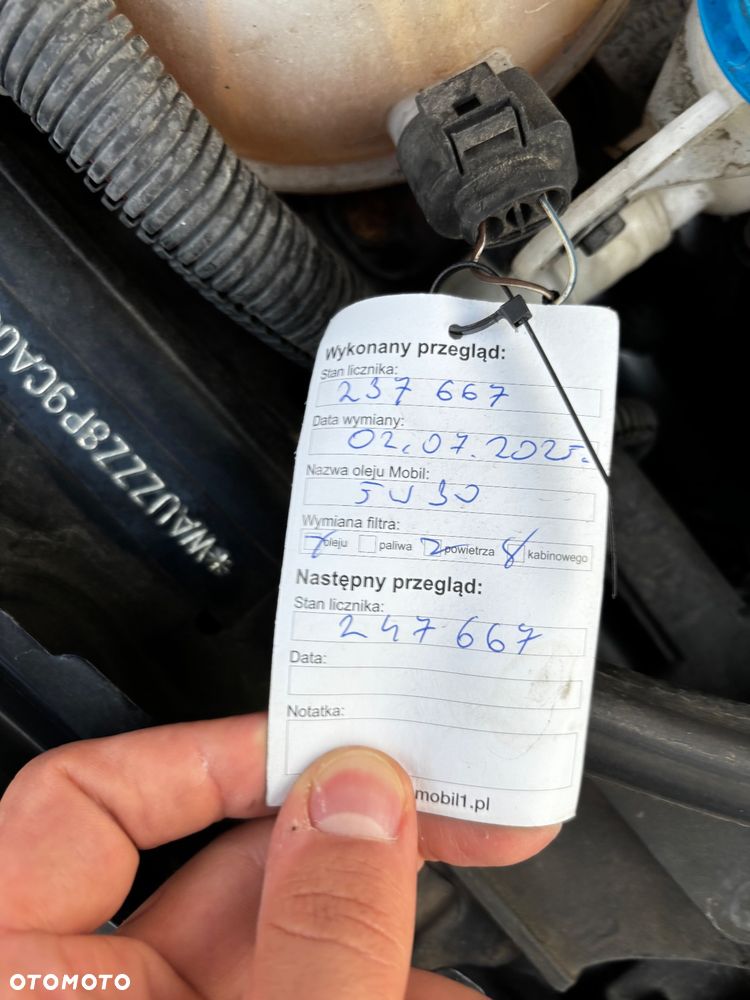 Wykonany przegląd:
Stan licznika:
237 667
Data wymiany:
02.07.2025.
Nazwa oleju Mobil:
5W30
Wymiana filtra:
oleju paliwa powietrza kabinowego
Następny przegląd:
Stan licznika:
247 667
Data:
Notatka:
mobil1.pl
*WAUZZZ8P9CA0
OTOMOTO